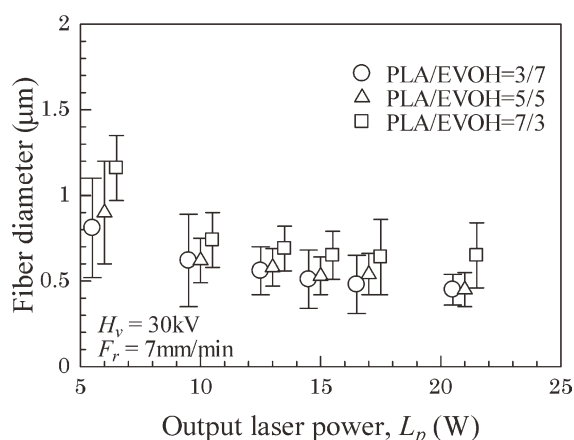 2
PLA/EVOH=3/7
PLA/EVOH=5/5
1.5
PLA/EVOH=7/3
1
Fiber diameter (μm)
0.5
Hv = 30kV
Fr = 7mm/min
0
5 10 15 20 25
Output laser power, Lp (W)